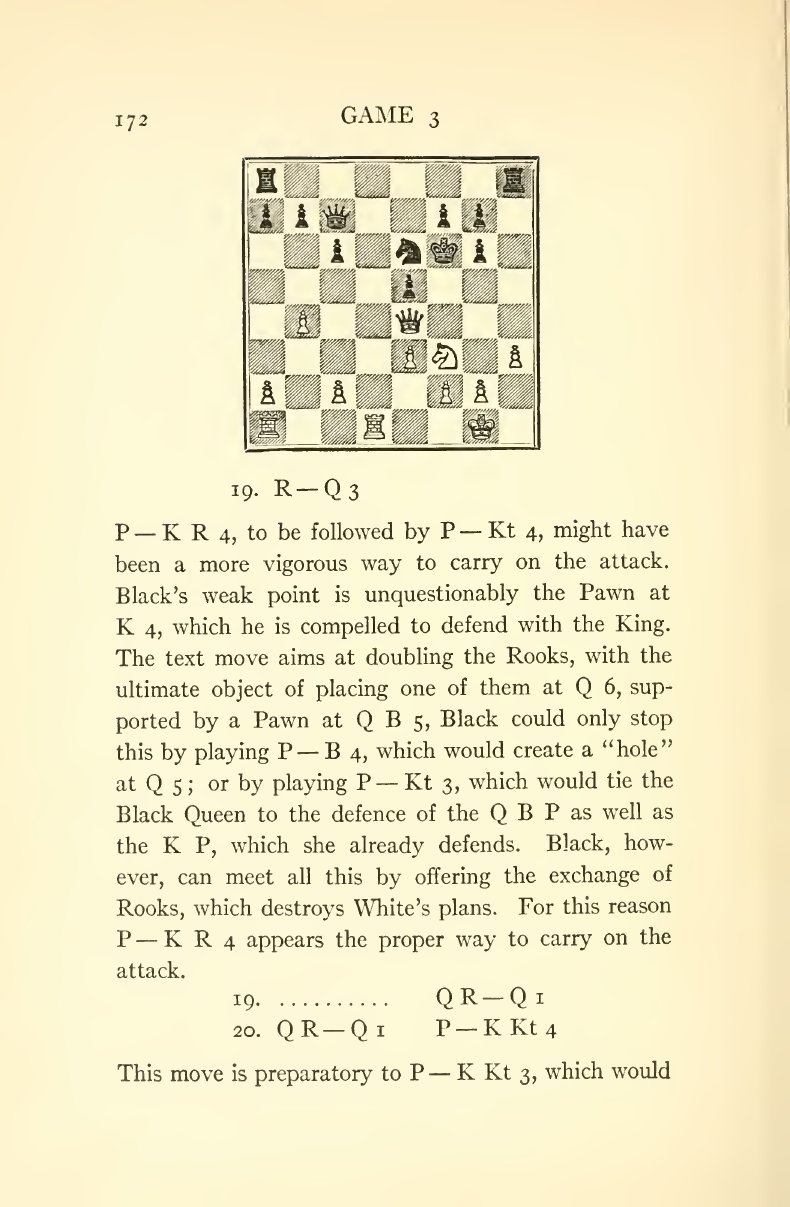 172
GAME 3
19. R—Q 3
P—K R 4, to be followed by P—Kt 4, might have
been a more vigorous way to carry on the attack.
Black's weak point is unquestionably the Pawn at
K 4, which he is compelled to defend with the King.
The text move aims at doubling the Rooks, with the
ultimate object of placing one of them at Q 6, sup-
ported by a Pawn at Q B 5, Black could only stop
this by playing P—B 4, which would create a "hole"
at Q 5; or by playing P—Kt 3, which would tie the
Black Queen to the defence of the Q B P as well as
the K P, which she already defends. Black, how-
ever, can meet all this by offering the exchange of
Rooks, which destroys White's plans. For this reason
P—K R 4 appears the proper way to carry on the
attack.
19. .......... Q R—Q 1
20. Q R—Q 1 P—K Kt 4
This move is preparatory to P—K Kt 3, which would